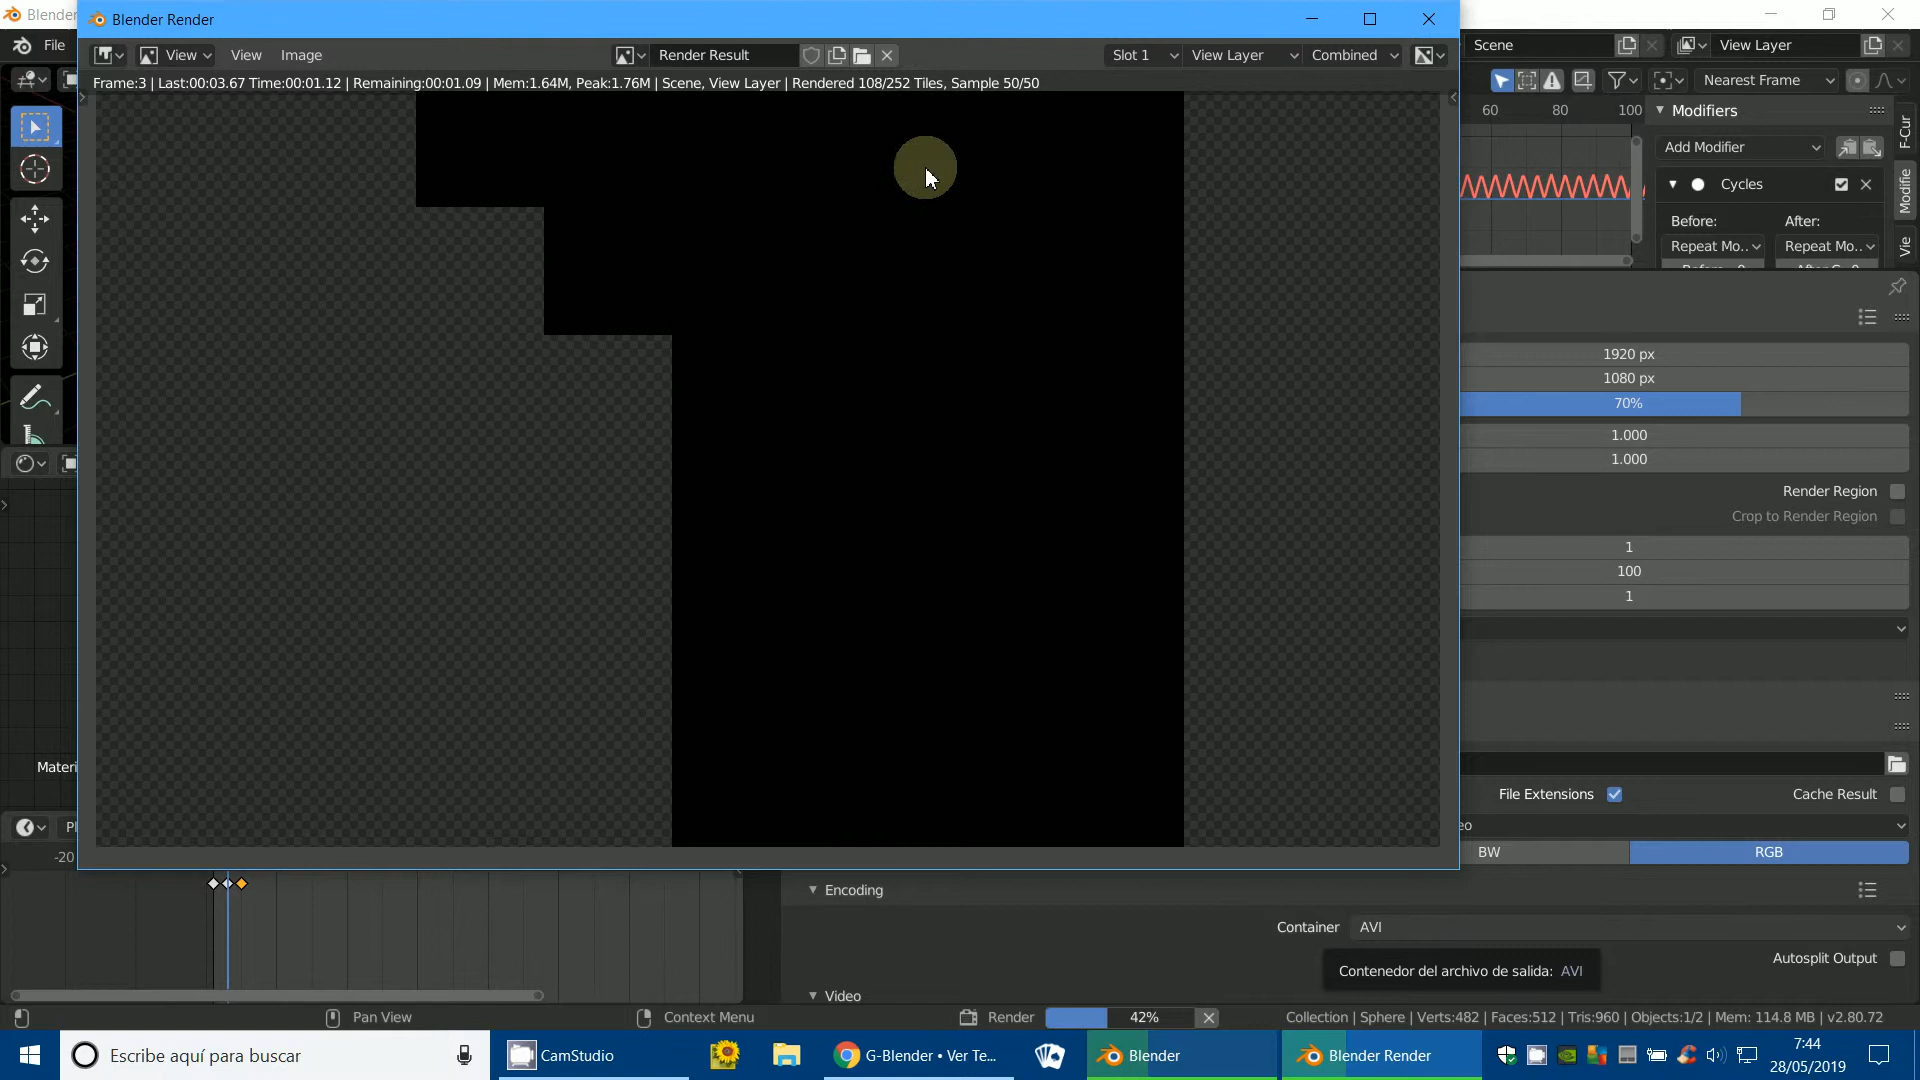 Blender
Blender Render
File
View
View
Image
Render Result
Slot 1
View Layer
Combined
Scene
View Layer
Frame:3 | Last:00:03.67 Time:00:01.12 | Remaining:00:01.09 | Mem:1.64M, Peak:1.76M | Scene, View Layer | Rendered 108/252 Tiles, Sample 50/50
Nearest Frame
60
80
100
Modifiers
F-Cur
Add Modifier
Cycles
Modifie
Before:
After:
Repeat Mo..
Repeat Mo..
Vie
1920 px
1080 px
70%
1.000
1.000
Render Region
Crop to Render Region
1
100
1
Materi
File Extensions
Cache Result
eo
Pl
BW
RGB
-20
Encoding
Container
AVI
Autosplit Output
Contenedor del archivo de salida: AVI
Video
Pan View
Context Menu
Render
42%
Collection | Sphere | Verts:482 | Faces:512 | Tris:960 | Objects:1/2 | Mem: 114.8 MB | v2.80.72
Escribe aquí para buscar
CamStudio
G-Blender • Ver Te...
Blender
Blender Render
7:44
28/05/2019